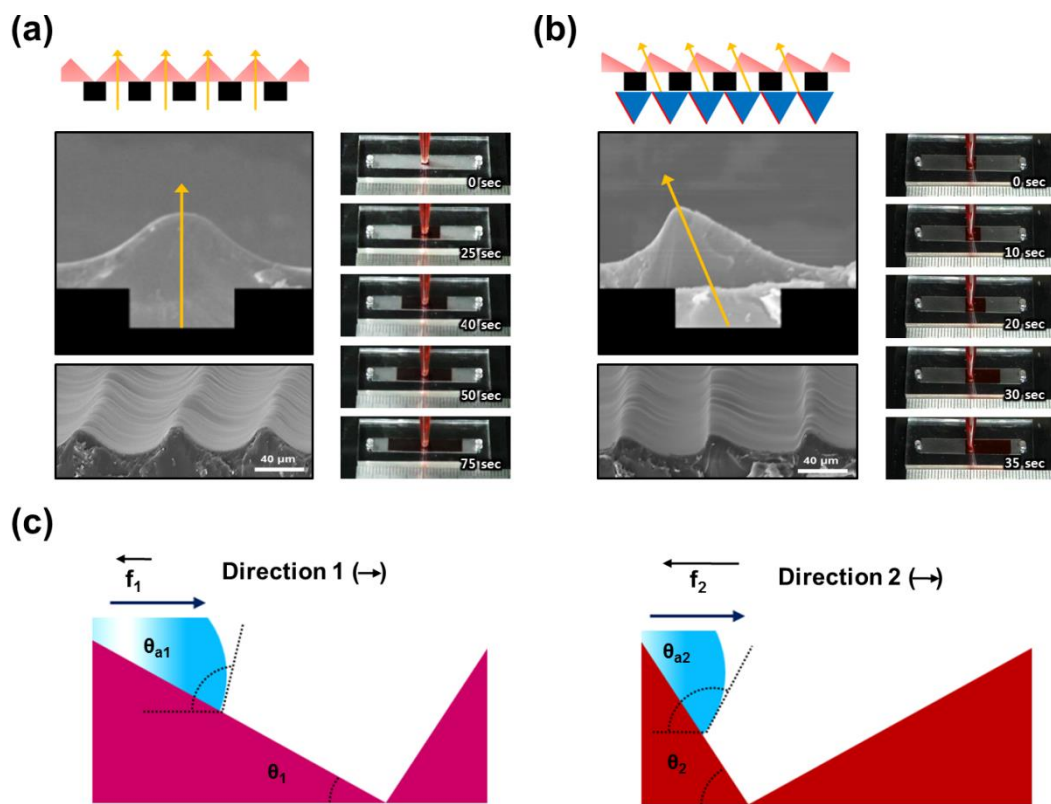 (a)
(b)
0 sec
25 sec
40 sec
50 sec
75 sec
40 μm
0 sec
10 sec
20 sec
30 sec
35 sec
40 μm
(c)
f1
Direction 1 (→)
θa1
θ1
f2
Direction 2 (→)
θa2
θ2